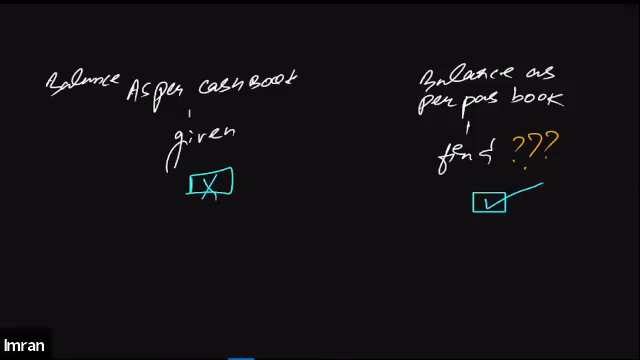 Balance As per cash Book
given
X
Balance as
per pas book
find ???
Imran